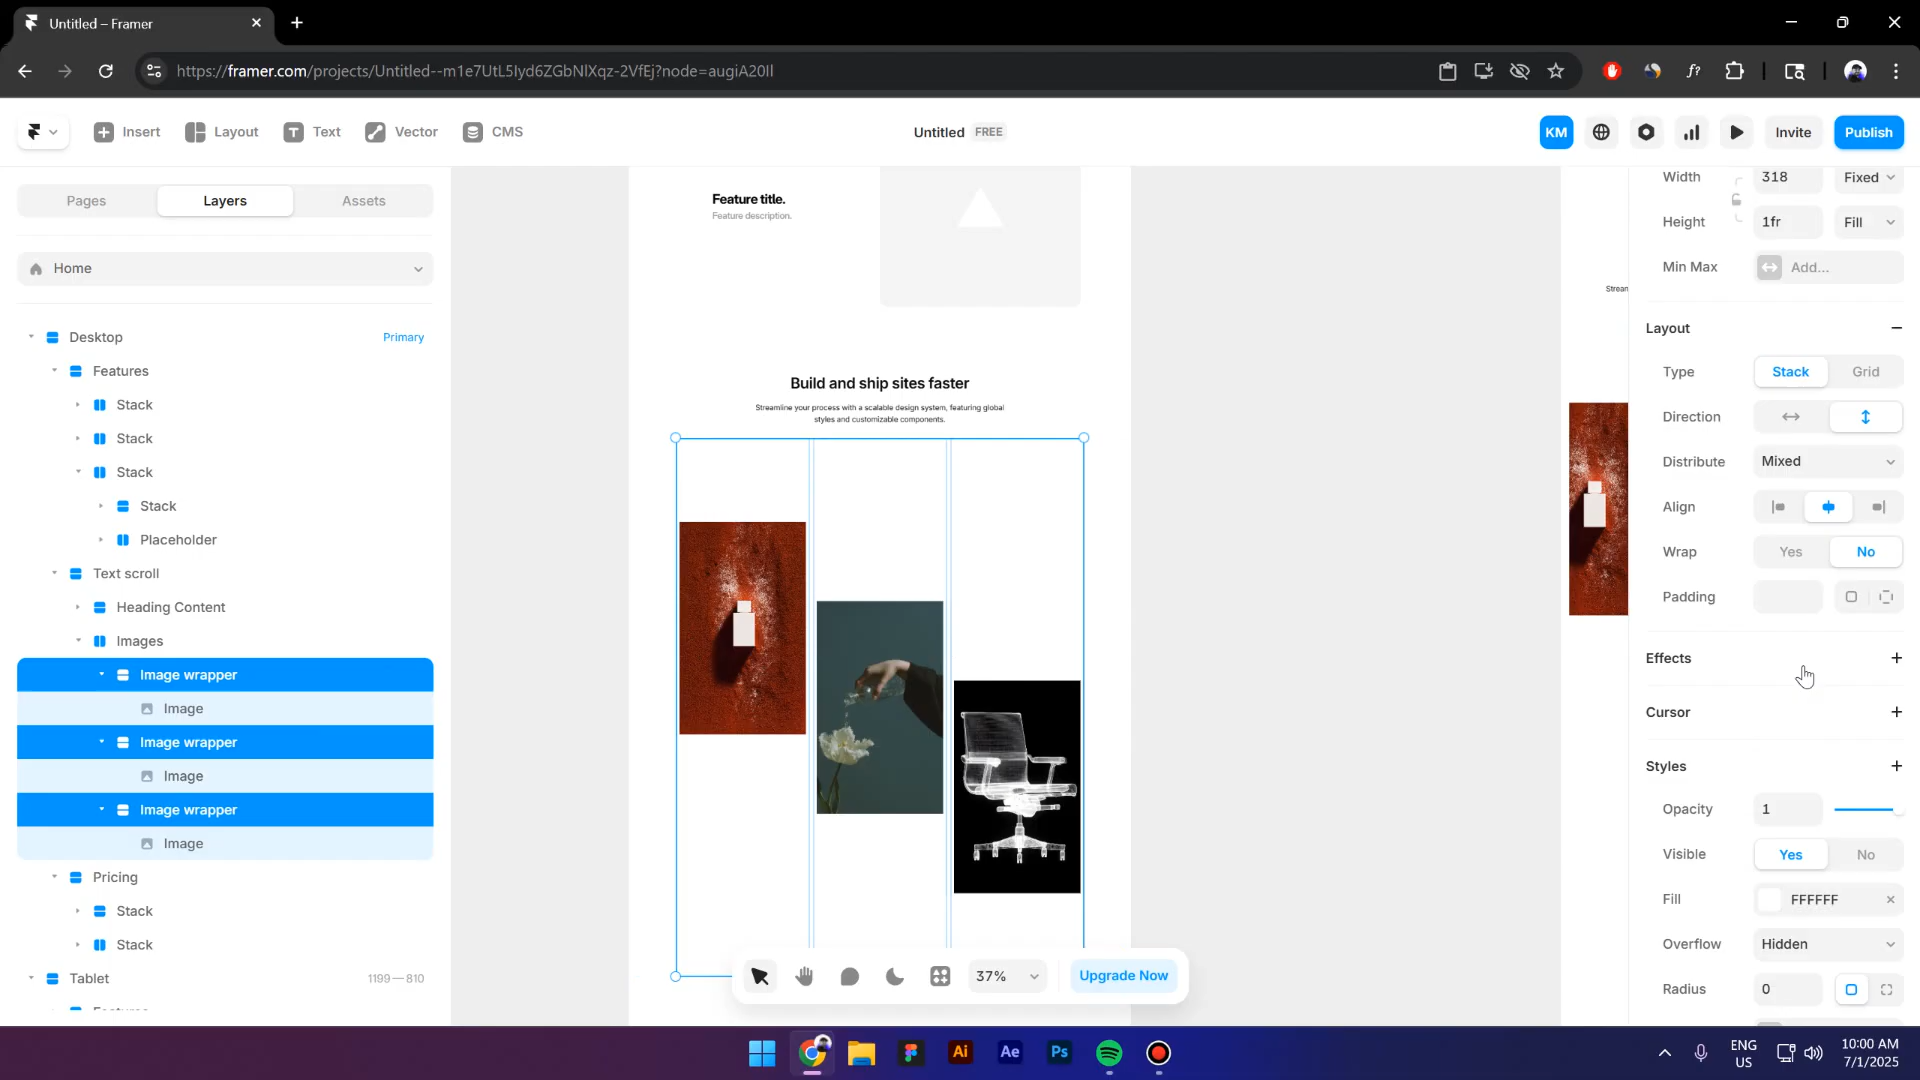 Untitled – Framer
https://framer.com/projects/Untitled--m1e7UtL5Iyd6ZGbNlXqz-2VfEj?node=augiA20Il
Insert
Layout
Text
Vector
CMS
Untitled FREE
KM
Invite
Publish
Pages
Layers
Assets
Home
Desktop
Primary
Features
Stack
Stack
Stack
Stack
Placeholder
Text scroll
Heading Content
Images
Image wrapper
Image
Image wrapper
Image
Image wrapper
Image
Pricing
Stack
Stack
Tablet
1199 — 810
Feature title.
Feature description.
Build and ship sites faster
Streamline your process with a scalable design system, featuring global
styles and customizable components.
Stream
37%
Upgrade Now
Width
318
Fixed
Height
1fr
Fill
Min Max
Add...
Layout
Type
Stack
Grid
Direction
Distribute
Mixed
Align
Wrap
Yes
No
Padding
Effects
Cursor
Styles
Opacity
1
Visible
Yes
No
Fill
FFFFFF
Overflow
Hidden
Radius
0
Ai
Ae
Ps
ENG
US
10:00 AM
7/1/2025